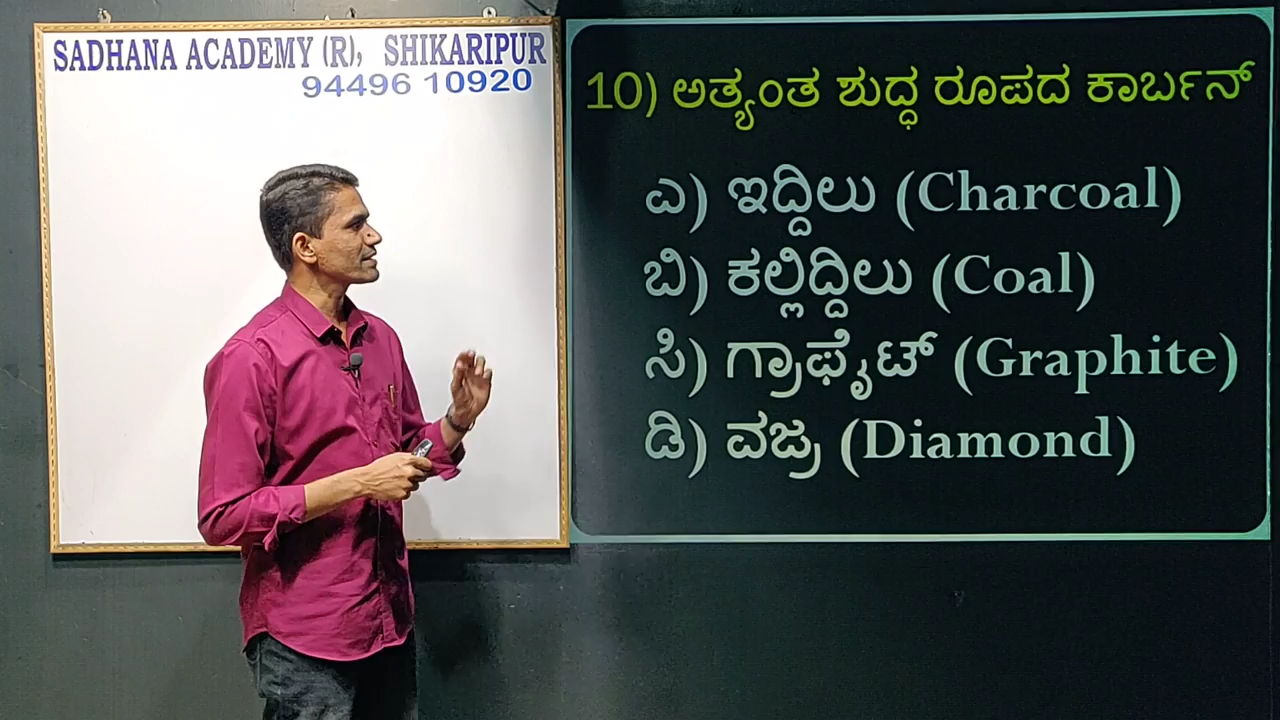 SADHANA ACADEMY (R), SHIKARIPUR
94496 10920
10) ಅತ್ಯಂತ ಶುದ್ಧ ರೂಪದ ಕಾರ್ಬನ್
ಎ) ಇದ್ದಿಲು (Charcoal)
ಬಿ) ಕಲ್ಲಿದ್ದಿಲು (Coal)
ಸಿ) ಗ್ರಾಫೈಟ್ (Graphite)
ಡಿ) ವಜ್ರ (Diamond)